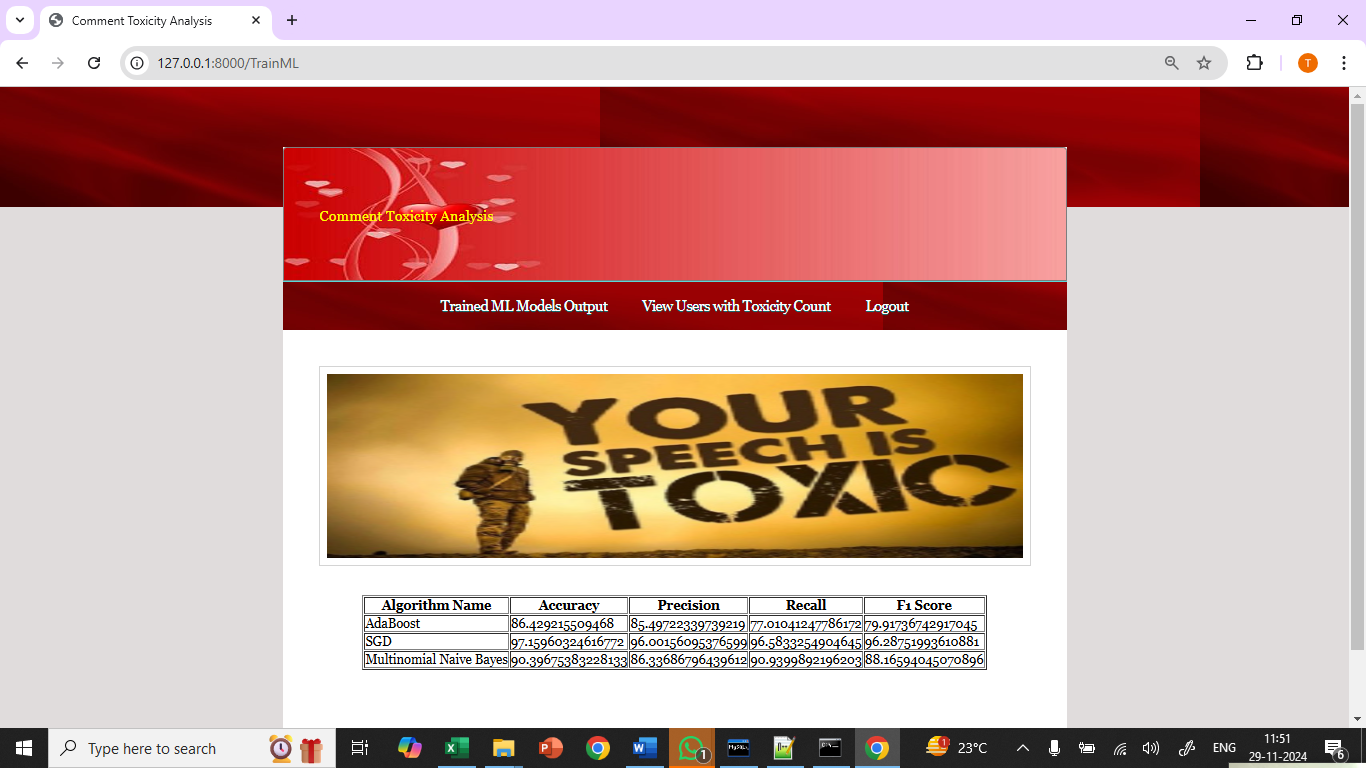 Comment Toxicity Analysis
127.0.0.1:8000/TrainML
T
Comment Toxicity Analysis
Trained ML Models Output View Users with Toxicity Count Logout
YOUR
SPEECH IS
TOXIC
Algorithm Name Accuracy Precision Recall F1 Score
AdaBoost 86.429215509468 85.49722339739219 77.01041247786172 79.91736742917045
SGD 97.15960324616772 96.00156095376599 96.5833254904645 96.28751993610881
Multinomial Naive Bayes 90.39675383228133 86.33686796439612 90.9399892196203 88.16594045070896
Type here to search
1
1
23°C
ENG
11:51
29-11-2024
6